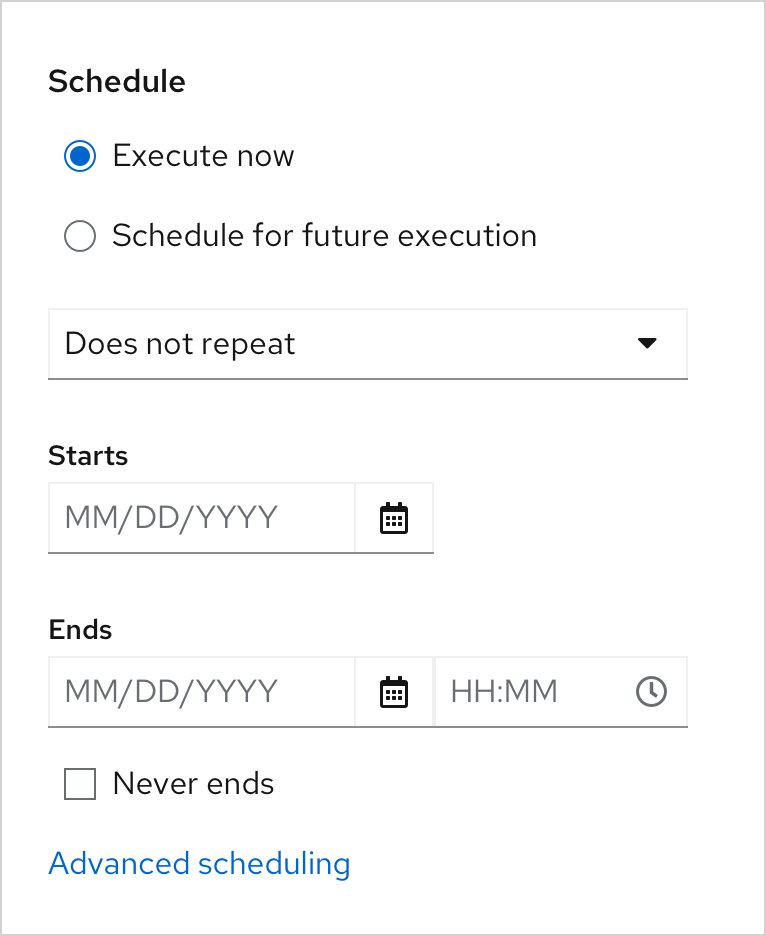 Schedule
Execute now
Schedule for future execution
Does not repeat
Starts
MM/DD/YYYY
Ends
MM/DD/YYYY HH:MM
Never ends
Advanced scheduling